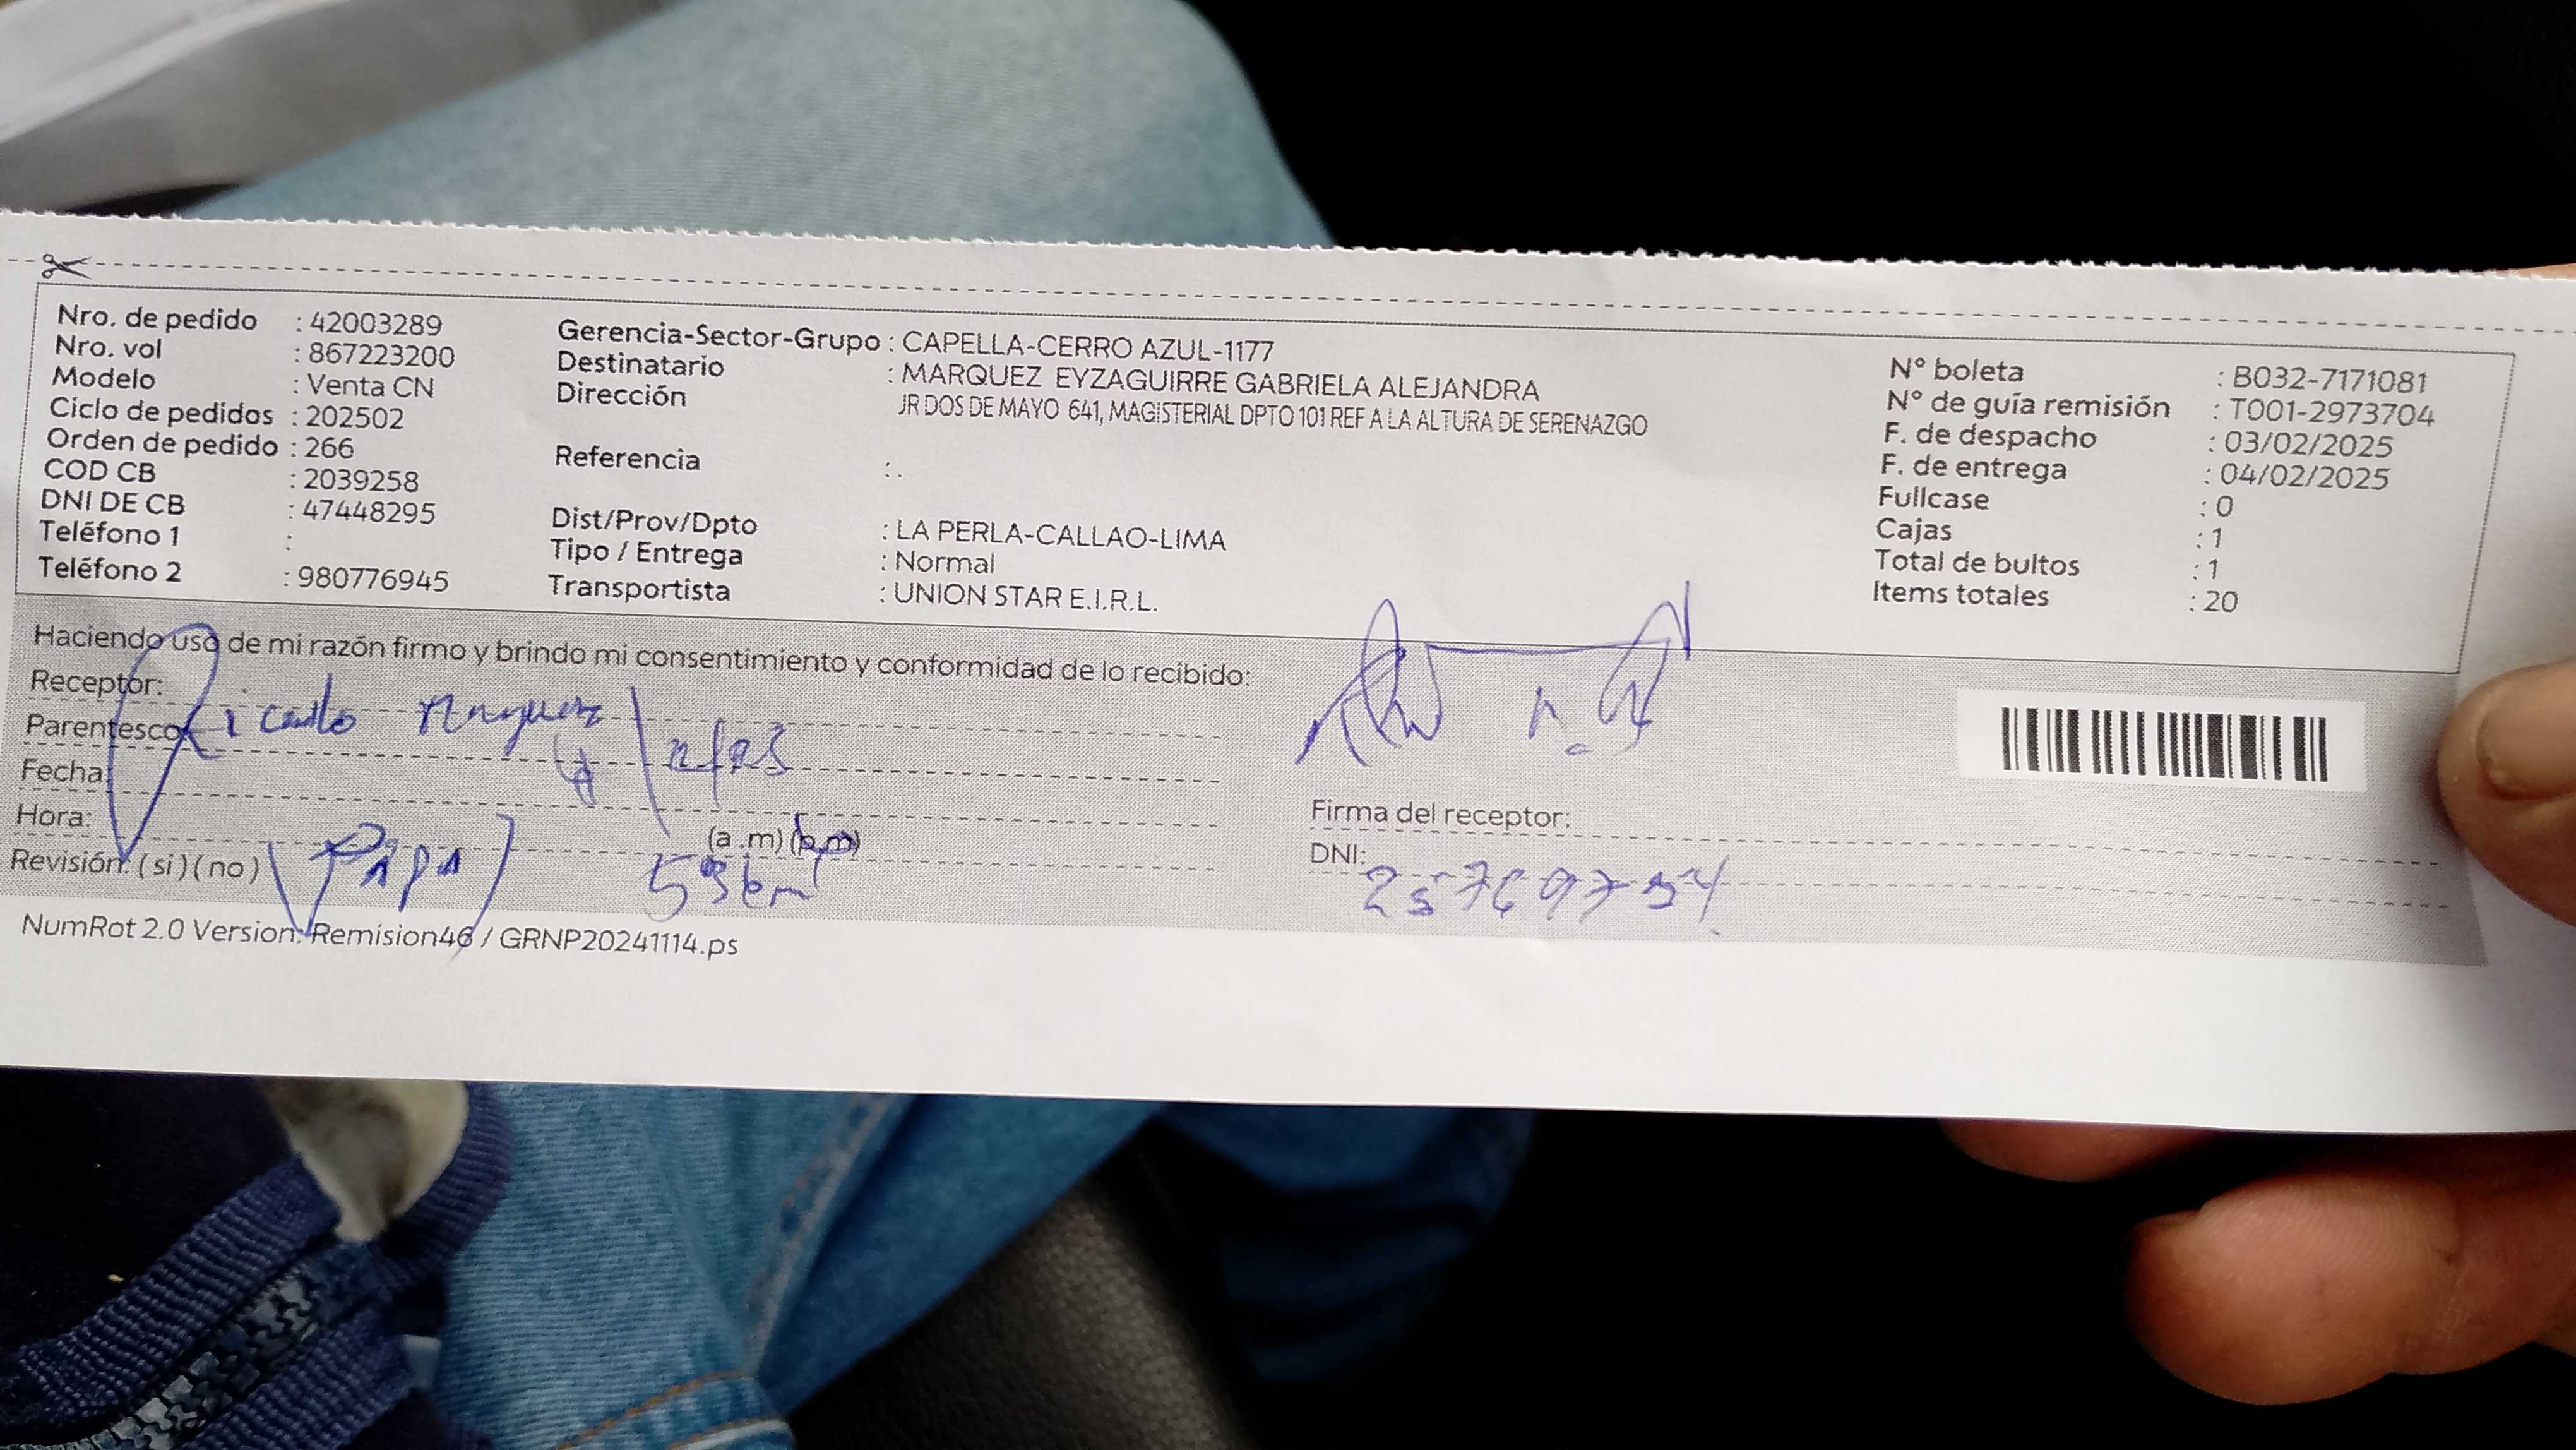 Nro. de pedido : 42003289
Nro. vol : 867223200
Modelo : Venta CN
Ciclo de pedidos : 202502
Orden de pedido : 266
COD CB : 2039258
DNI DE CB : 47448295
Teléfono 1 :
Teléfono 2 : 980776945
Gerencia-Sector-Grupo : CAPELLA-CERRO AZUL-1177
Destinatario : MARQUEZ EYZAGUIRRE GABRIELA ALEJANDRA
Dirección JR DOS DE MAYO 641, MAGISTERIAL DPTO 101 REF A LA ALTURA DE SERENAZGO
Referencia : .
Dist/Prov/Dpto : LA PERLA-CALLAO-LIMA
Tipo / Entrega : Normal
Transportista : UNION STAR E.I.R.L.
N° boleta : B032-7171081
N° de guía remisión : T001-2973704
F. de despacho : 03/02/2025
F. de entrega : 04/02/2025
Fullcase : 0
Cajas : 1
Total de bultos : 1
Items totales : 20
Haciendo uso de mi razón firmo y brindo mi consentimiento y conformidad de lo recibido:
Receptor:
Parentesco:
Fecha:
Hora: (a .m) (p.m)
Revisión: ( si ) ( no ) Papa
Firma del receptor:
DNI:
NumRot 2.0 Version: Remision46 / GRNP20241114.ps